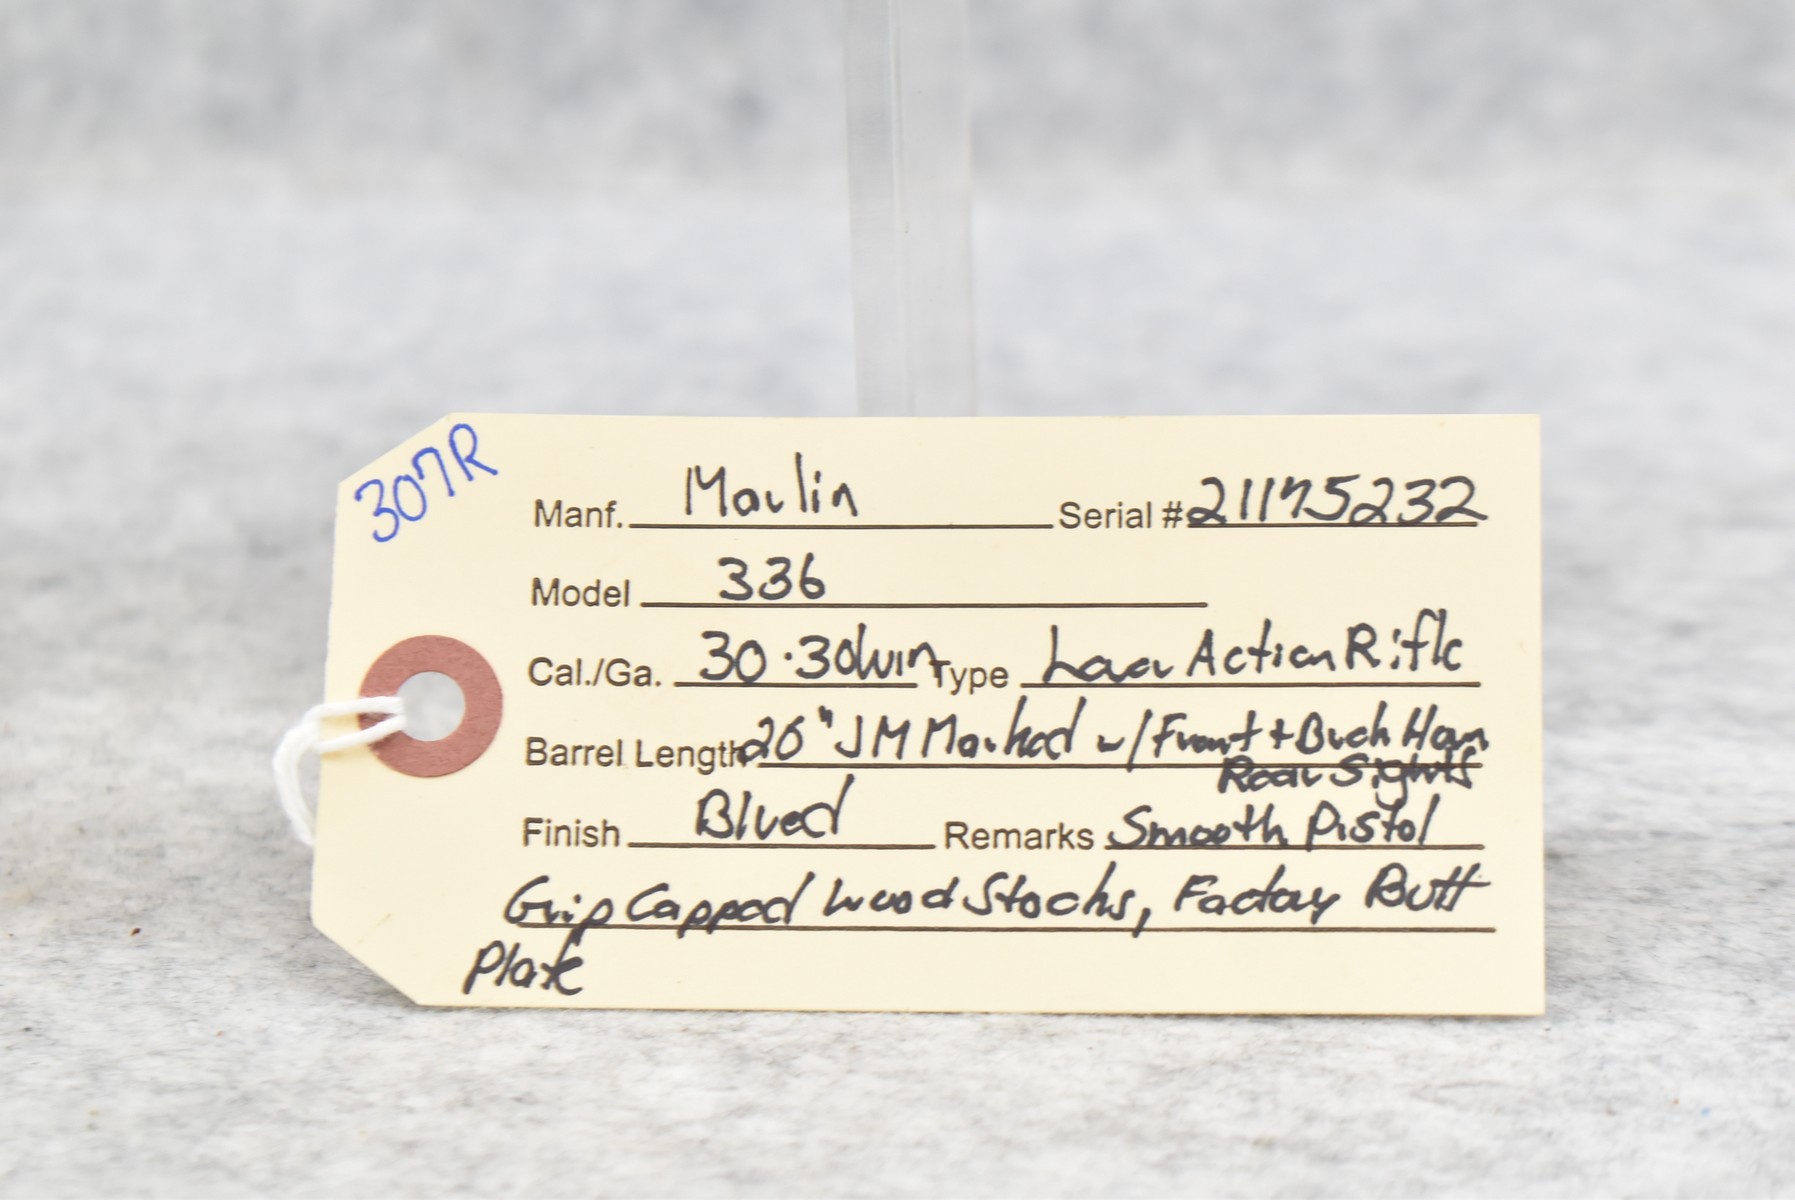 307R
Manf. Marlin Serial # 21175232
Model 336
Cal./Ga. 30.30win Type Lever Action Rifle
Barrel Length 20" JM Marked w/ Front + Buck Horn
Rear Sights
Finish Blued Remarks Smooth Pistol
Grip Capped Wood Stocks, Factory Butt
Plate